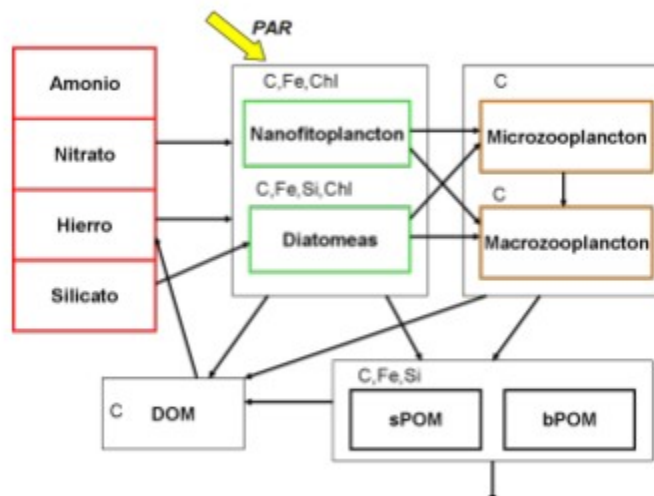 PAR
Amonio
Nitrato
Hierro
Silicato
C,Fe,Chl
Nanofitoplancton
C,Fe,Si,Chl
Diatomeas
C
Microzooplancton
C
Macrozooplancton
C DOM
C,Fe,Si
sPOM
bPOM